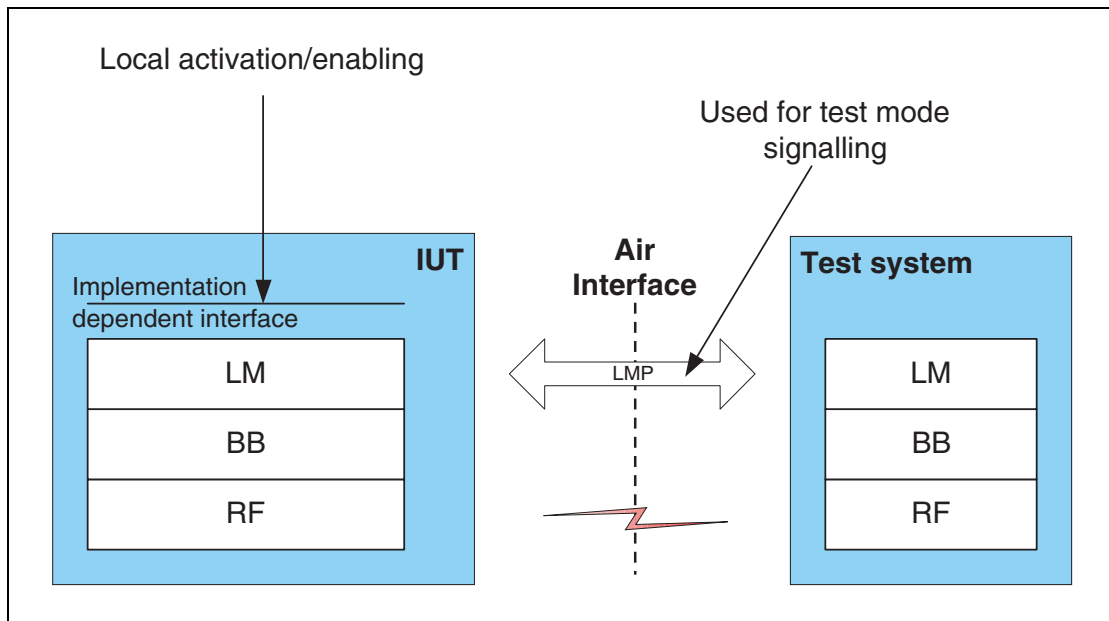 Local activation/enabling
Used for test mode
signalling
IUT
Implementation
dependent interface
LM
BB
RF
Air
Interface
LMP
Test system
LM
BB
RF